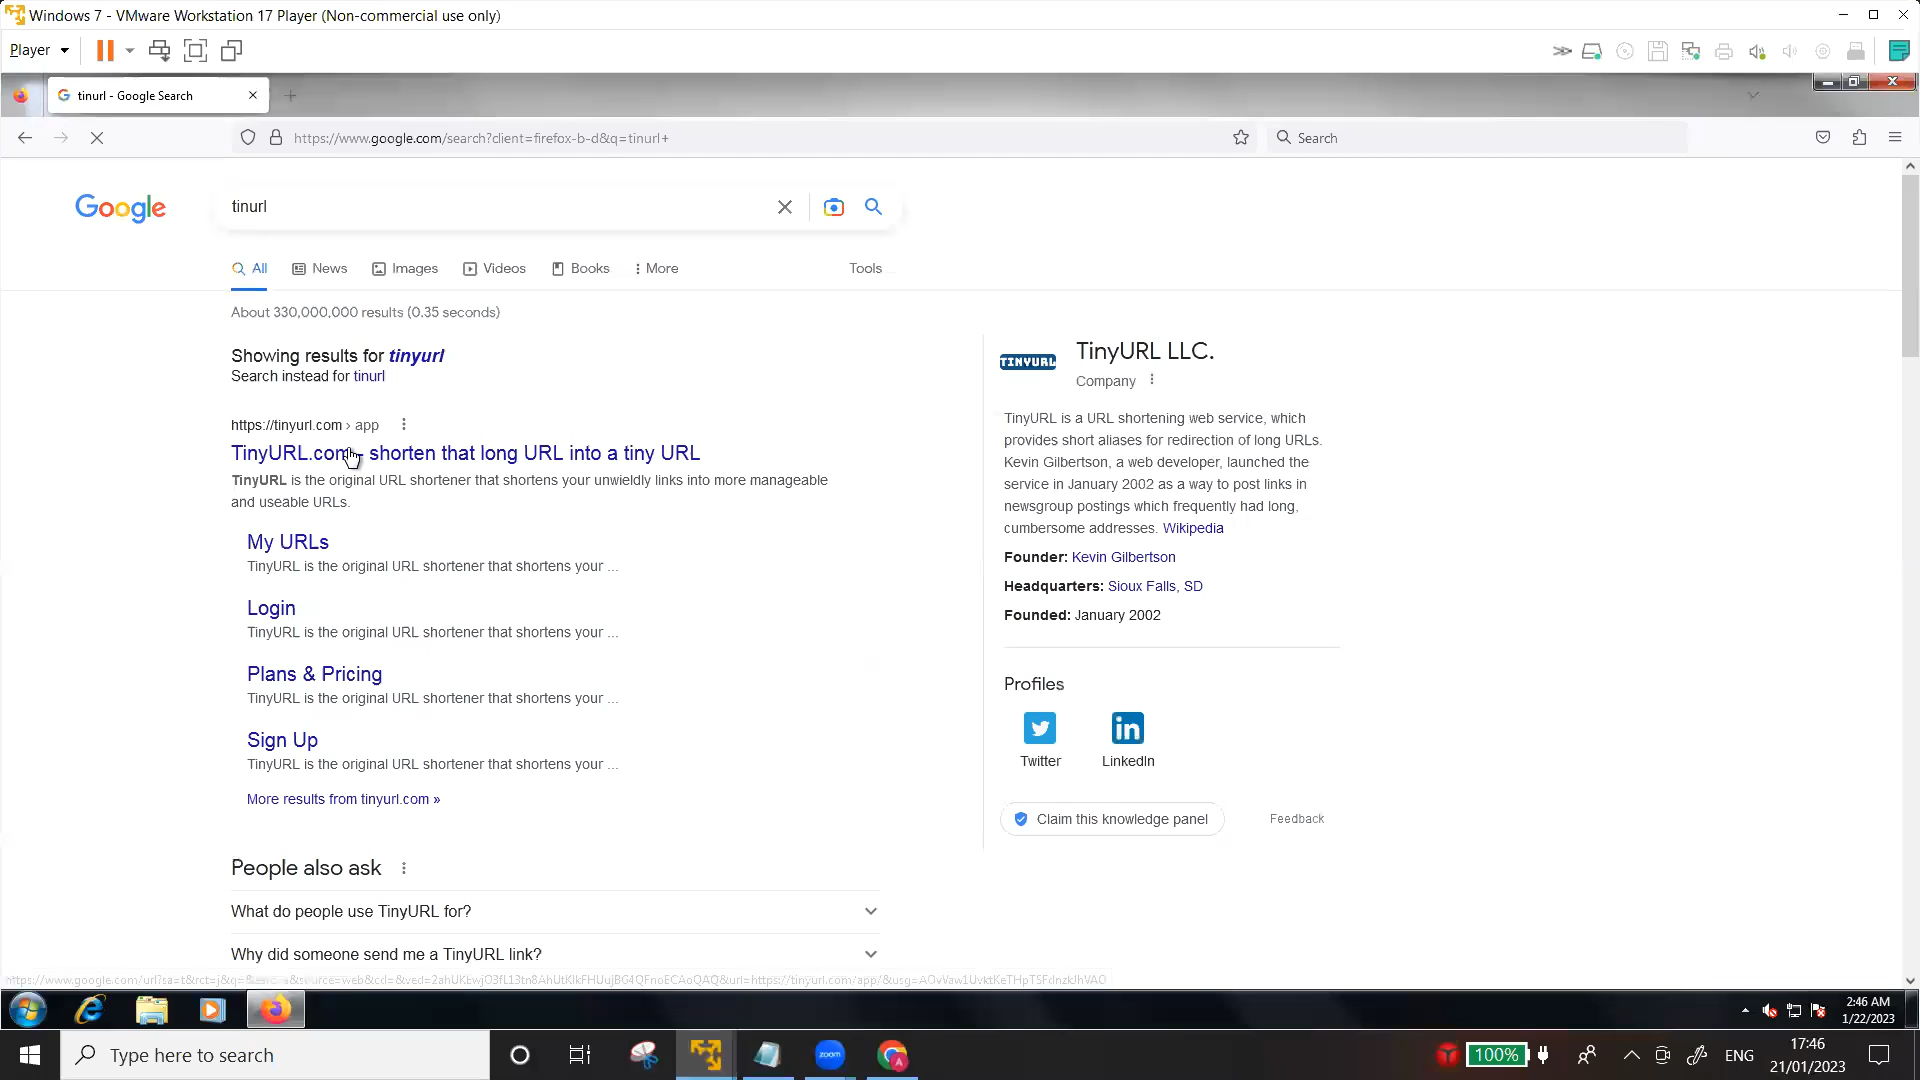 Windows 7 - VMware Workstation 17 Player (Non-commercial use only)
Player
tinurl - Google Search
https://www.google.com/search?client=firefox-b-d&q=tinurl+
Search
Google
tinurl
All
News
Images
Videos
Books
More
Tools
About 330,000,000 results (0.35 seconds)
Showing results for tinyurl
Search instead for tinurl
https://tinyurl.com › app
TinyURL.com - shorten that long URL into a tiny URL
TinyURL is the original URL shortener that shortens your unwieldly links into more manageable
and useable URLs.
My URLs
TinyURL is the original URL shortener that shortens your ...
Login
TinyURL is the original URL shortener that shortens your ...
Plans & Pricing
TinyURL is the original URL shortener that shortens your ...
Sign Up
TinyURL is the original URL shortener that shortens your ...
More results from tinyurl.com »
People also ask
What do people use TinyURL for?
Why did someone send me a TinyURL link?
TINYURL
TinyURL LLC.
Company
TinyURL is a URL shortening web service, which
provides short aliases for redirection of long URLs.
Kevin Gilbertson, a web developer, launched the
service in January 2002 as a way to post links in
newsgroup postings which frequently had long,
cumbersome addresses. Wikipedia
Founder: Kevin Gilbertson
Headquarters: Sioux Falls, SD
Founded: January 2002
Profiles
Twitter
LinkedIn
Claim this knowledge panel
Feedback
2:46 AM
1/22/2023
Type here to search
zoom
100%
ENG
17:46
21/01/2023